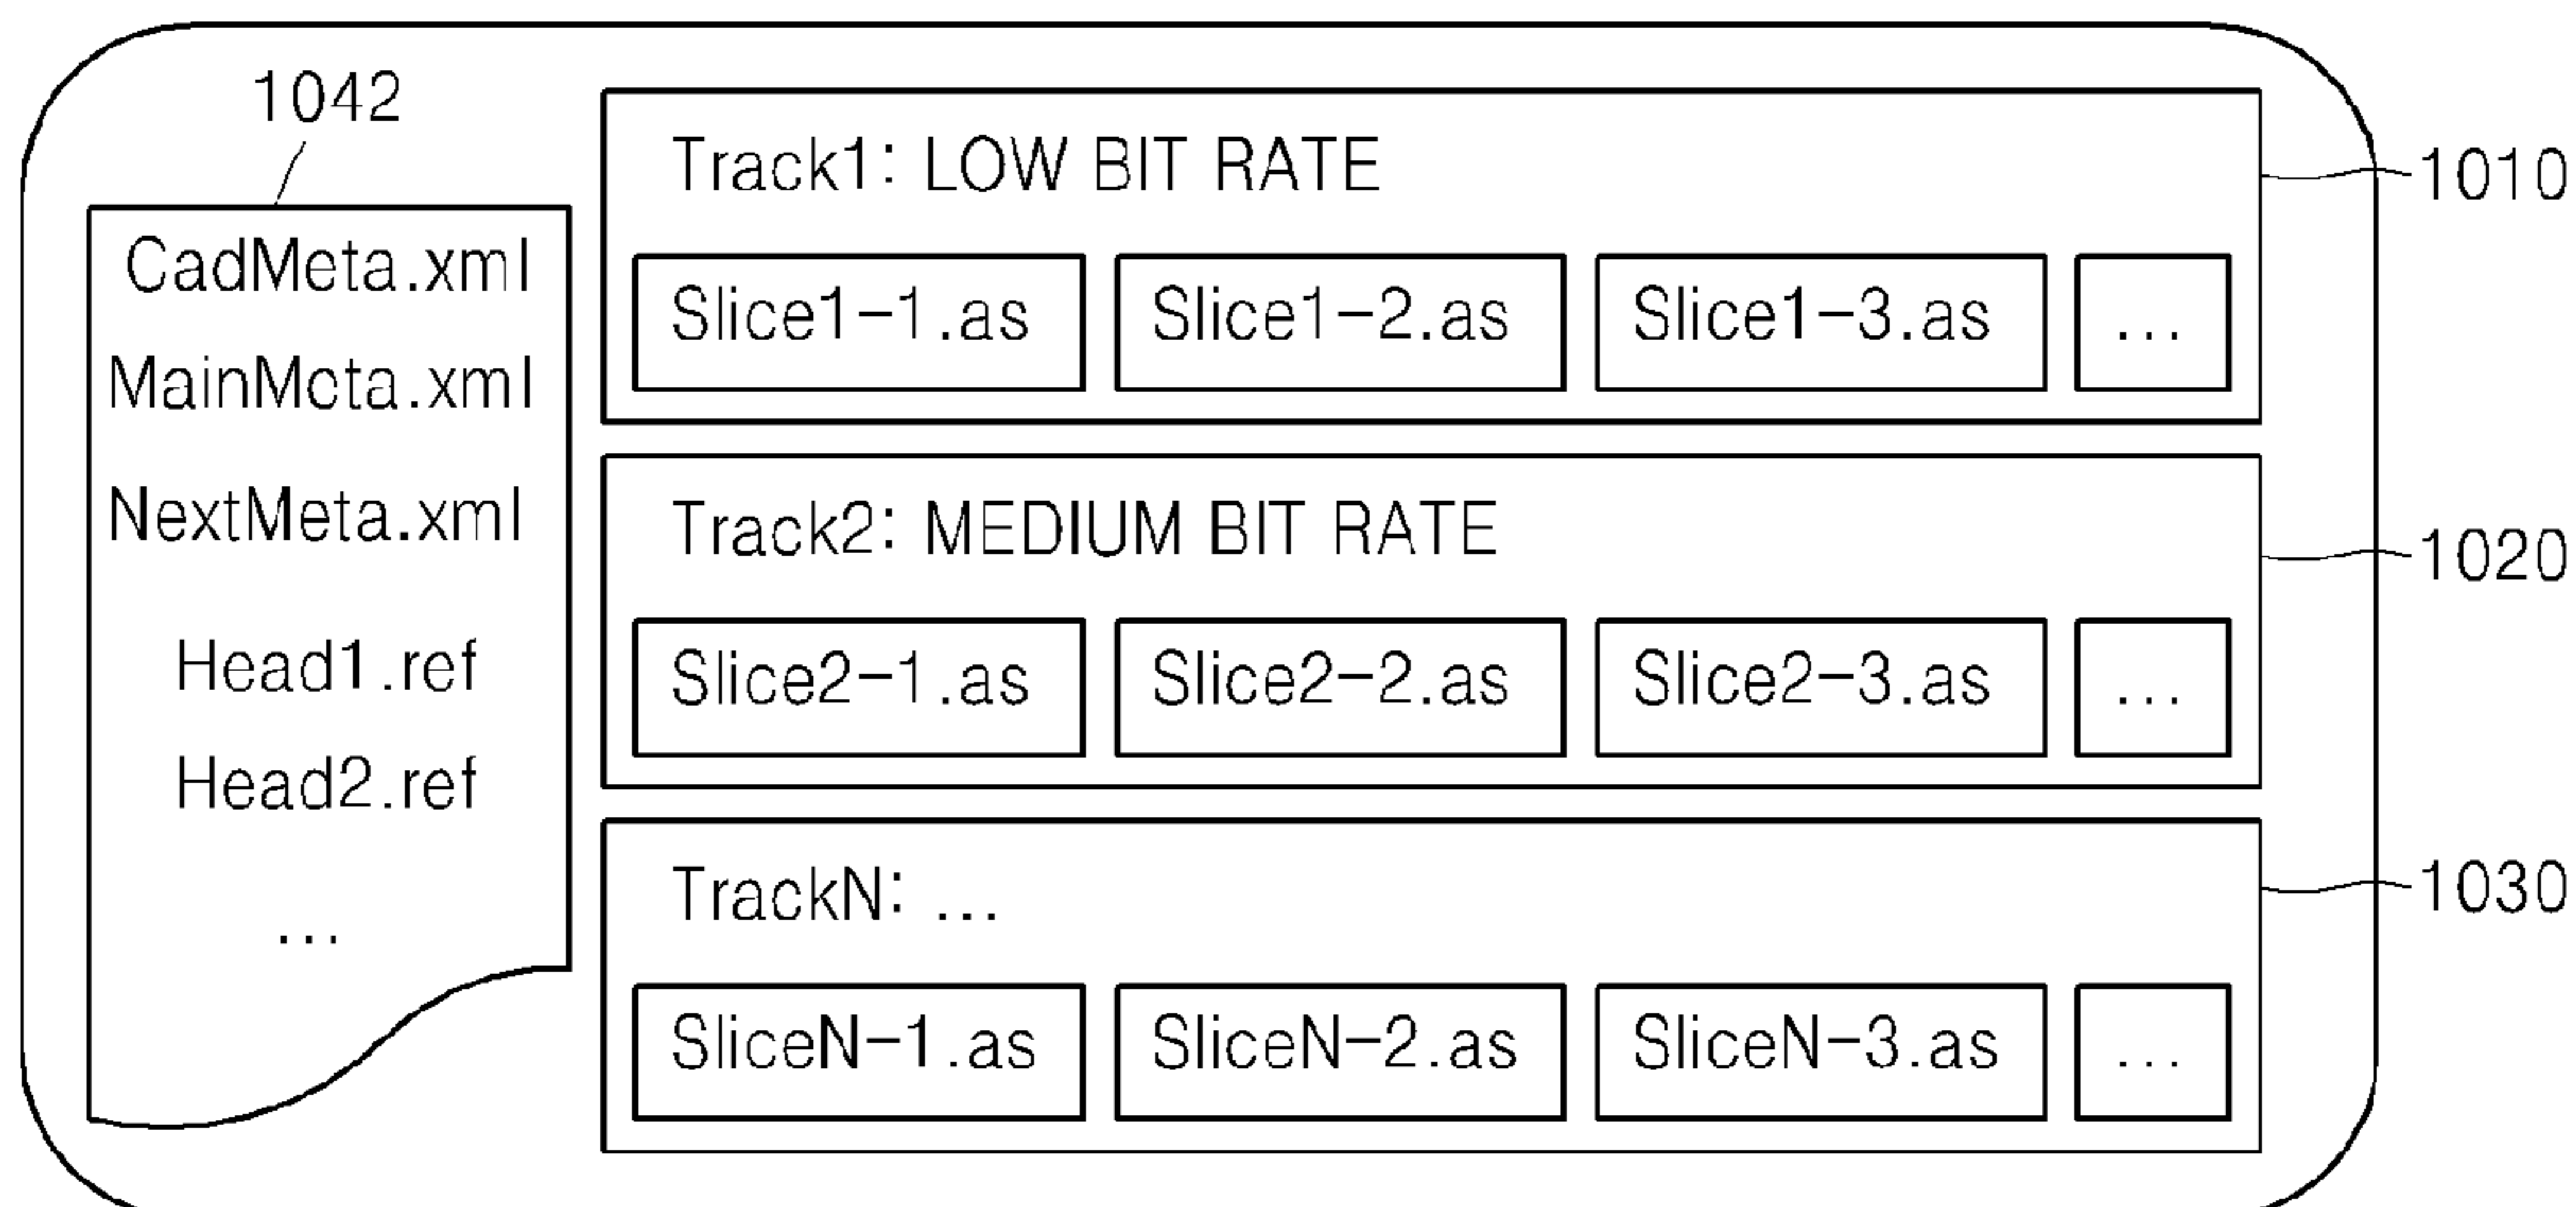 1042
CadMeta.xml
MainMcta.xml
NextMeta.xml
Head1.ref
Head2.ref
...
Track1: LOW BIT RATE
1010
Slice1-1.as
Slice1-2.as
Slice1-3.as
...
Track2: MEDIUM BIT RATE
1020
Slice2-1.as
Slice2-2.as
Slice2-3.as
...
TrackN: ...
1030
SliceN-1.as
SliceN-2.as
SliceN-3.as
...